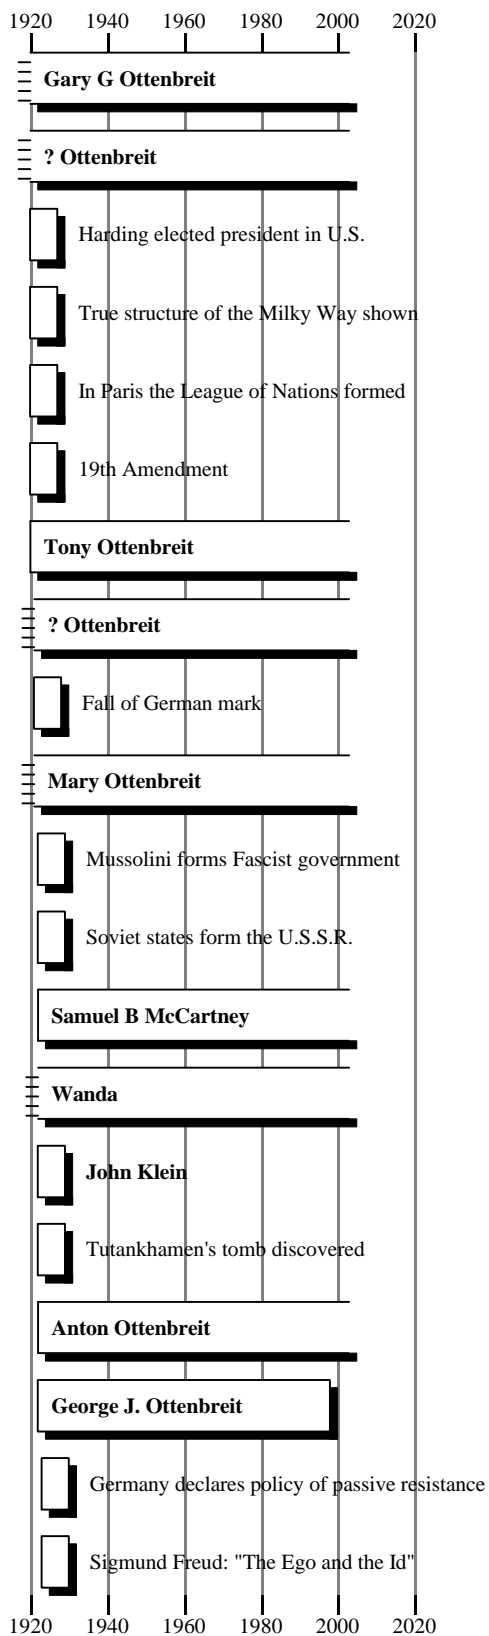 1920 1940 1960 1980 2000 2020
Gary G Ottenbreit
? Ottenbreit
Harding elected president in U.S.
True structure of the Milky Way shown
In Paris the League of Nations formed
19th Amendment
Tony Ottenbreit
? Ottenbreit
Fall of German mark
Mary Ottenbreit
Mussolini forms Fascist government
Soviet states form the U.S.S.R.
Samuel B McCartney
Wanda
John Klein
Tutankhamen's tomb discovered
Anton Ottenbreit
George J. Ottenbreit
Germany declares policy of passive resistance
Sigmund Freud: "The Ego and the Id"
1920 1940 1960 1980 2000 2020